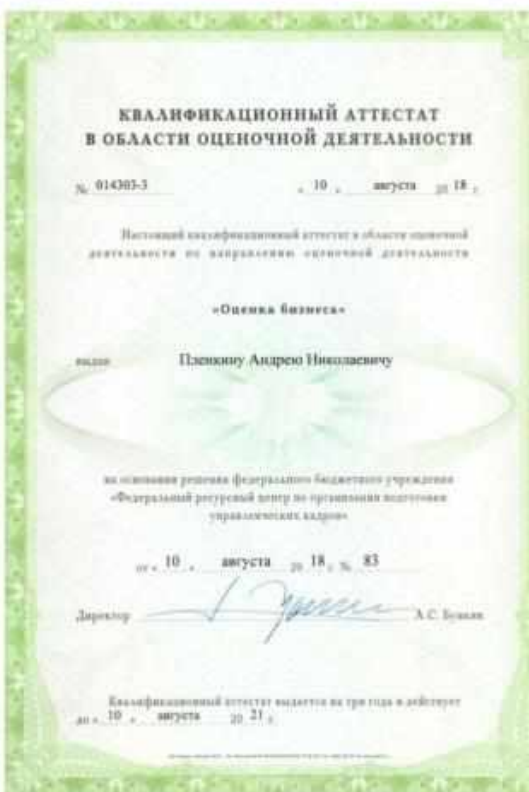 КВАЛИФИКАЦИОННЫЙ АТТЕСТАТ
В ОБЛАСТИ ОЦЕНОЧНОЙ ДЕЯТЕЛЬНОСТИ
№ 014303-3 « 10 » августа 20 18 г.
Настоящий квалификационный аттестат в области оценочной
деятельности по направлению оценочной деятельности
«Оценка бизнеса»
выдан Пленкину Андрею Николаевичу
на основании решения федерального бюджетного учреждения
«Федеральный ресурсный центр по организации подготовки
управленческих кадров»
от « 10 » августа 20 18 г. № 83
Директор А.С. Бункин
Квалификационный аттестат выдается на три года и действует
до « 10 » августа 20 21 г.